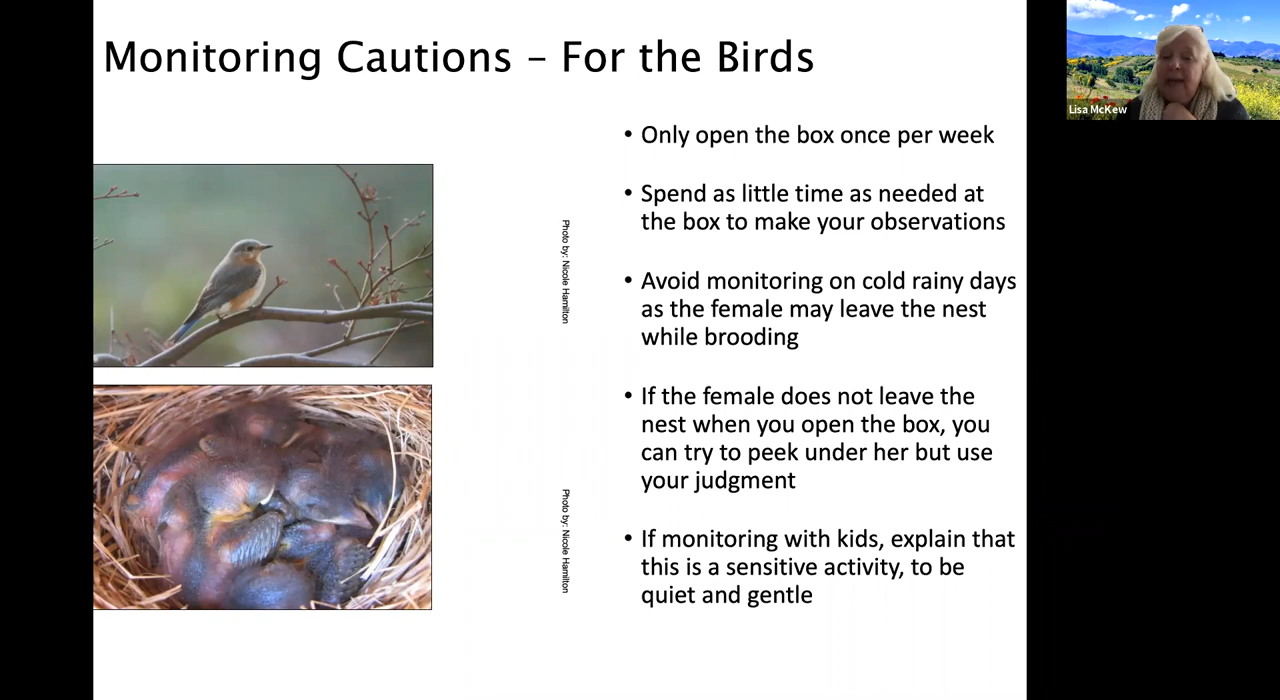 Monitoring Cautions – For the Birds
Lisa McKew
• Only open the box once per week
• Spend as little time as needed at
the box to make your observations
• Avoid monitoring on cold rainy days
as the female may leave the nest
while brooding
• If the female does not leave the
nest when you open the box, you
can try to peek under her but use
your judgment
• If monitoring with kids, explain that
this is a sensitive activity, to be
quiet and gentle
Photo by: Nicole Hamilton
Photo by: Nicole Hamilton